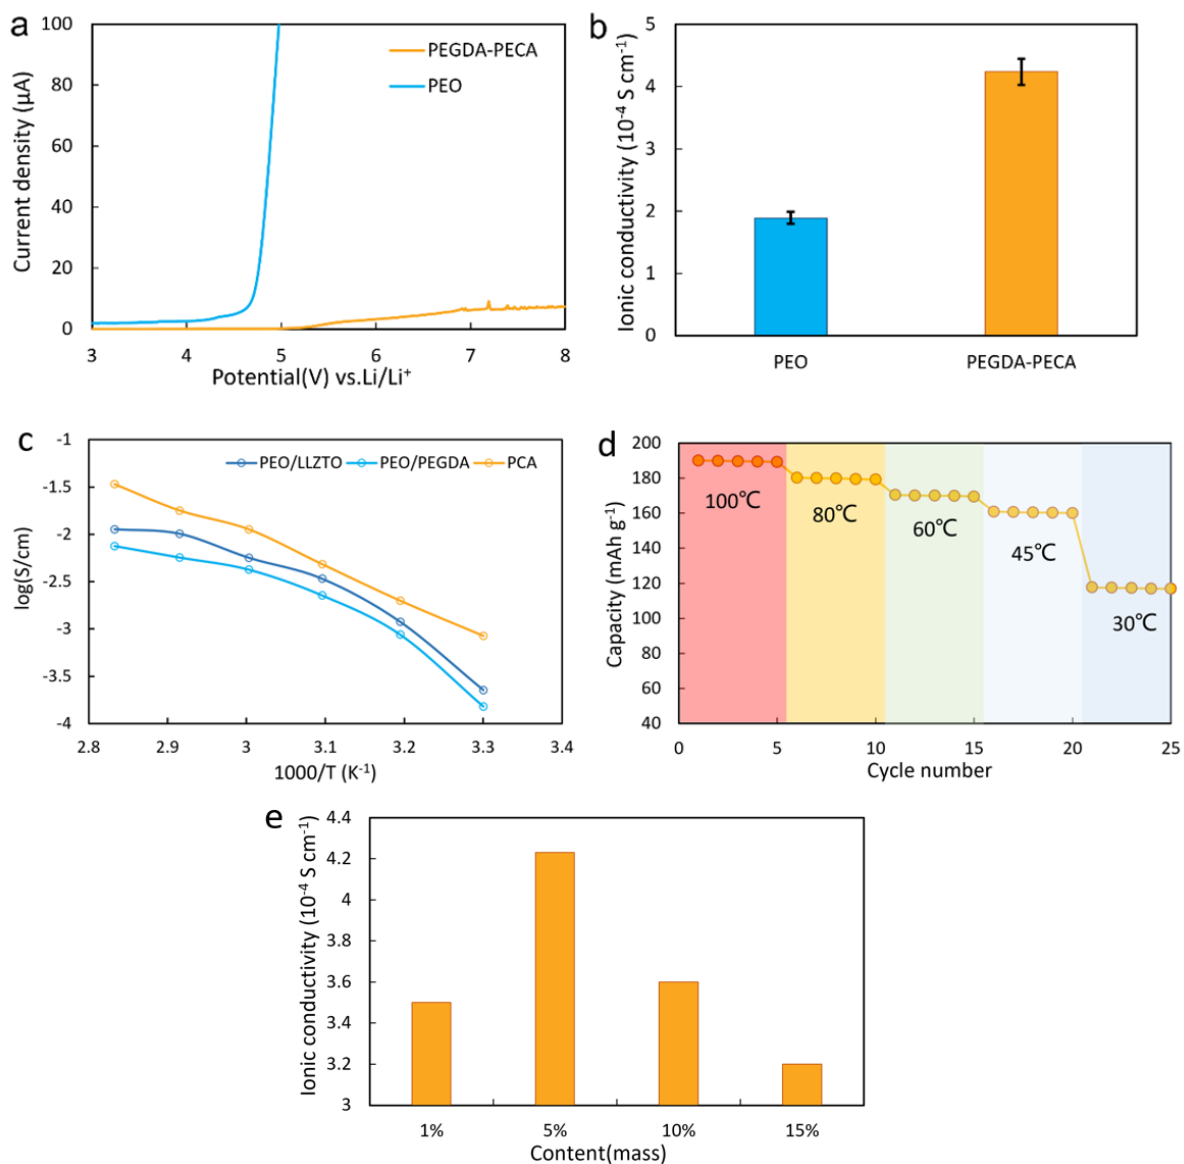 a
100
80
60
40
20
0
Current density (μA)
PEGDA-PECA
PEO
3 4 5 6 7 8
Potential(V) vs.Li/Li⁺
b
5
4
3
2
1
0
Ionic conductivity (10⁻⁴ S cm⁻¹)
PEO PEGDA-PECA
c
-1
-1.5
-2
-2.5
-3
-3.5
-4
log(S/cm)
PEO/LLZTO PEO/PEGDA PCA
2.8 2.9 3 3.1 3.2 3.3 3.4
1000/T (K⁻¹)
d
200
180
160
140
120
100
80
60
40
Capacity (mAh g⁻¹)
100℃
80℃
60℃
45℃
30℃
0 5 10 15 20 25
Cycle number
e
4.4
4.2
4
3.8
3.6
3.4
3.2
3
Ionic conductivity (10⁻⁴ S cm⁻¹)
1% 5% 10% 15%
Content(mass)